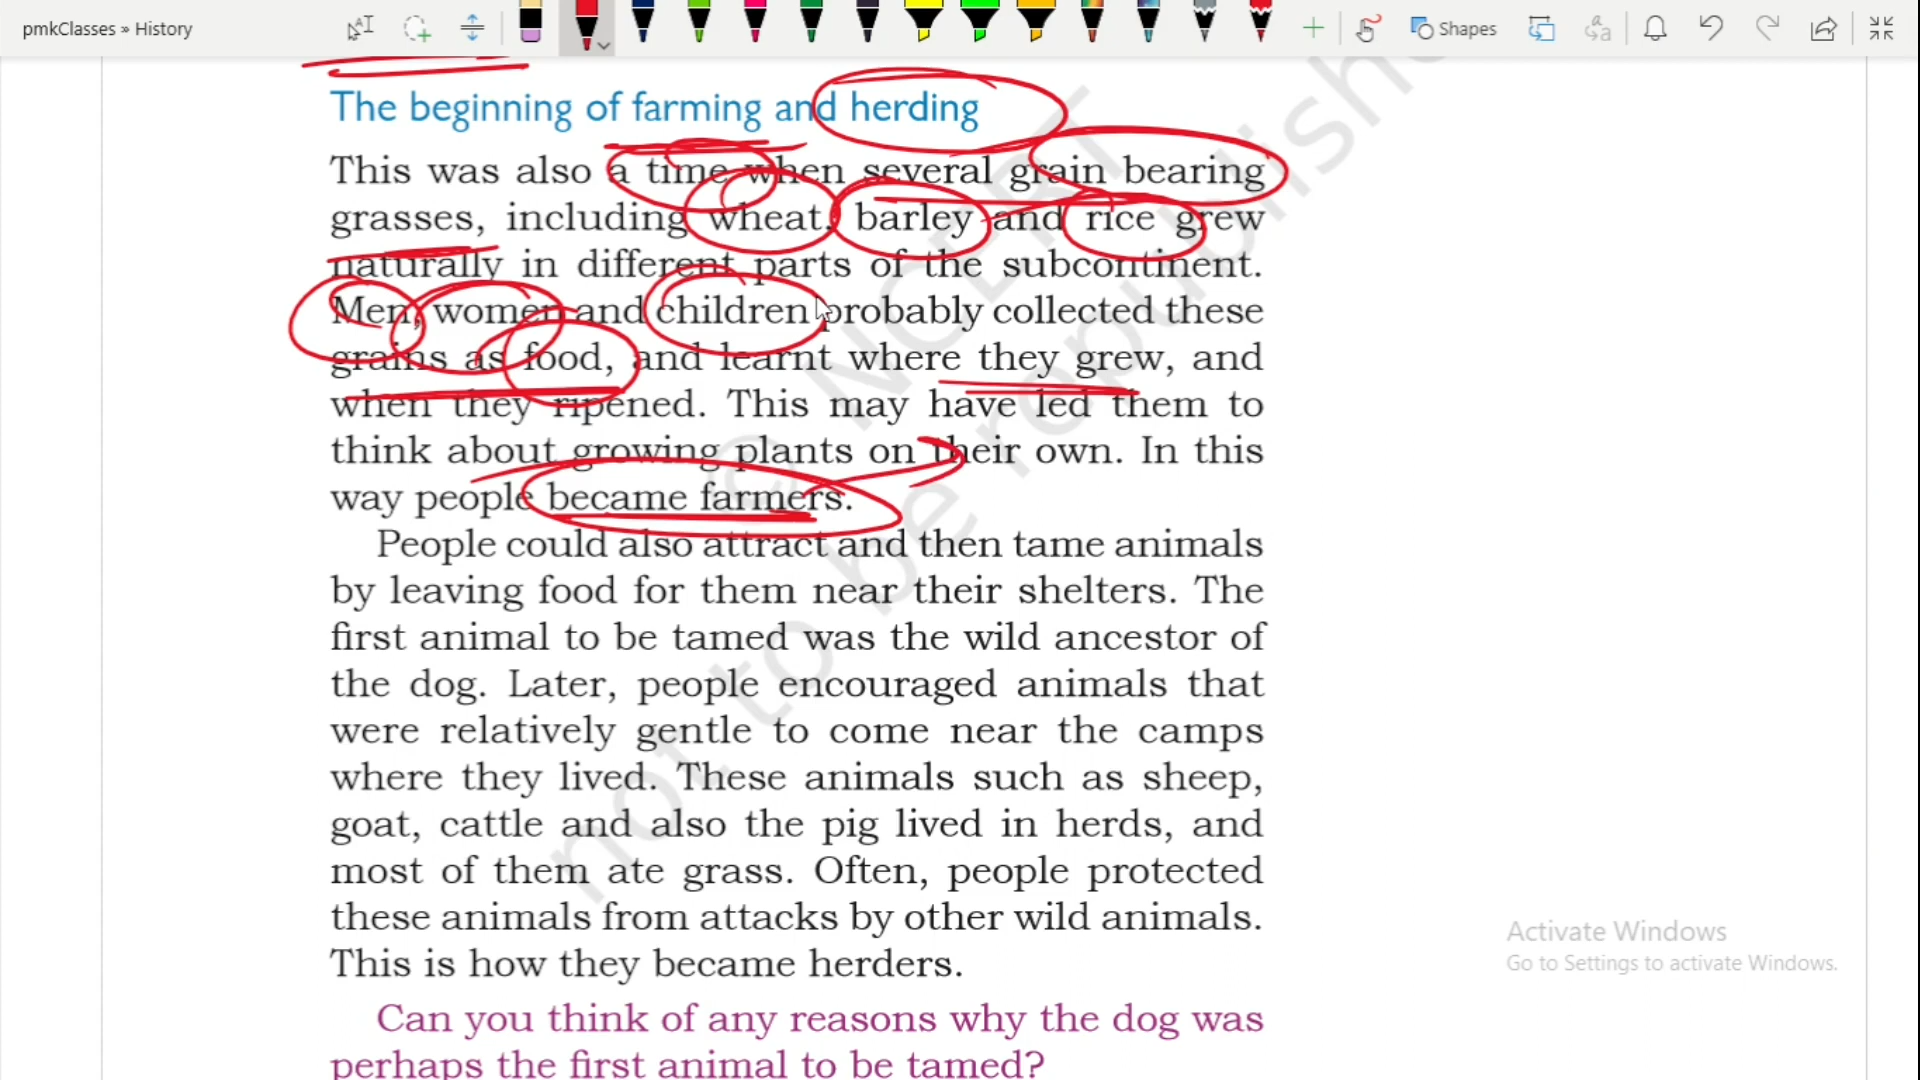 pmkClasses » History
Shapes
The beginning of farming and herding
This was also a time when several grain bearing
grasses, including wheat, barley and rice grew
naturally in different parts of the subcontinent.
Men, women and children probably collected these
grains as food, and learnt where they grew, and
when they ripened. This may have led them to
think about growing plants on their own. In this
way people became farmers.
People could also attract and then tame animals
by leaving food for them near their shelters. The
first animal to be tamed was the wild ancestor of
the dog. Later, people encouraged animals that
were relatively gentle to come near the camps
where they lived. These animals such as sheep,
goat, cattle and also the pig lived in herds, and
most of them ate grass. Often, people protected
these animals from attacks by other wild animals.
This is how they became herders.
Can you think of any reasons why the dog was
perhaps the first animal to be tamed?
© NCERT
not to be republished
Activate Windows
Go to Settings to activate Windows.